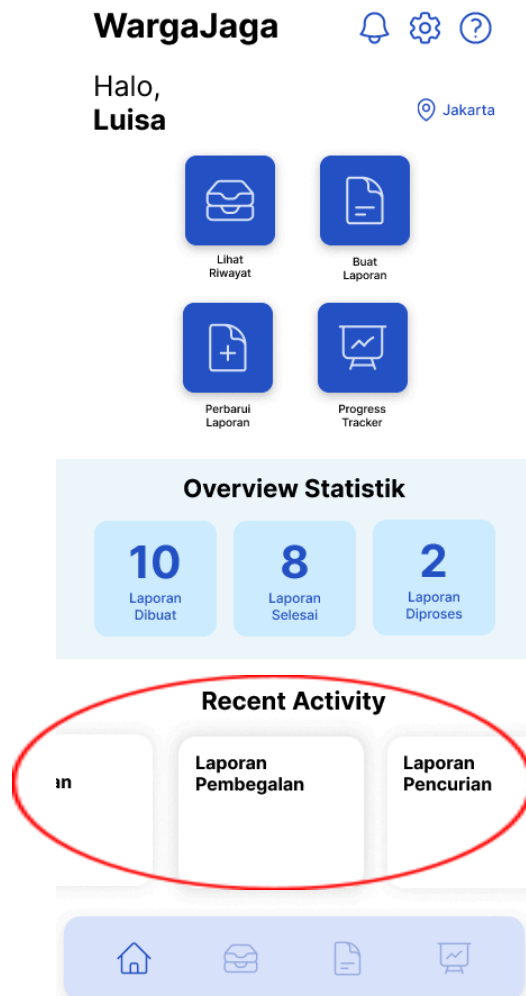 WargaJaga
Halo,
Luisa
Jakarta
Lihat
Riwayat
Buat
Laporan
Perbarui
Laporan
Progress
Tracker
Overview Statistik
10
Laporan
Dibuat
8
Laporan
Selesai
2
Laporan
Diproses
Recent Activity
an
Laporan
Pembegalan
Laporan
Pencurian